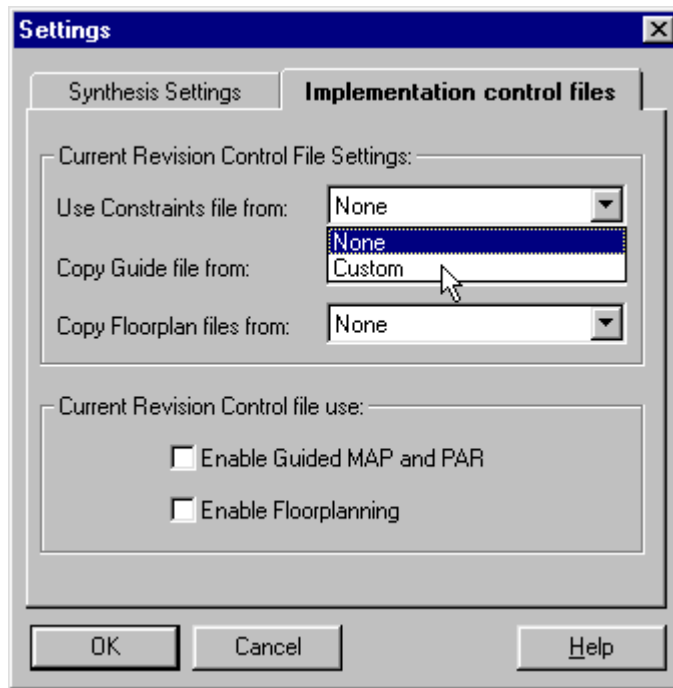 Settings
Synthesis Settings
Implementation control files
Current Revision Control File Settings:
Use Constraints file from:
None
None
Custom
Copy Guide file from:
Copy Floorplan files from:
None
Current Revision Control file use:
Enable Guided MAP and PAR
Enable Floorplanning
OK
Cancel
Help